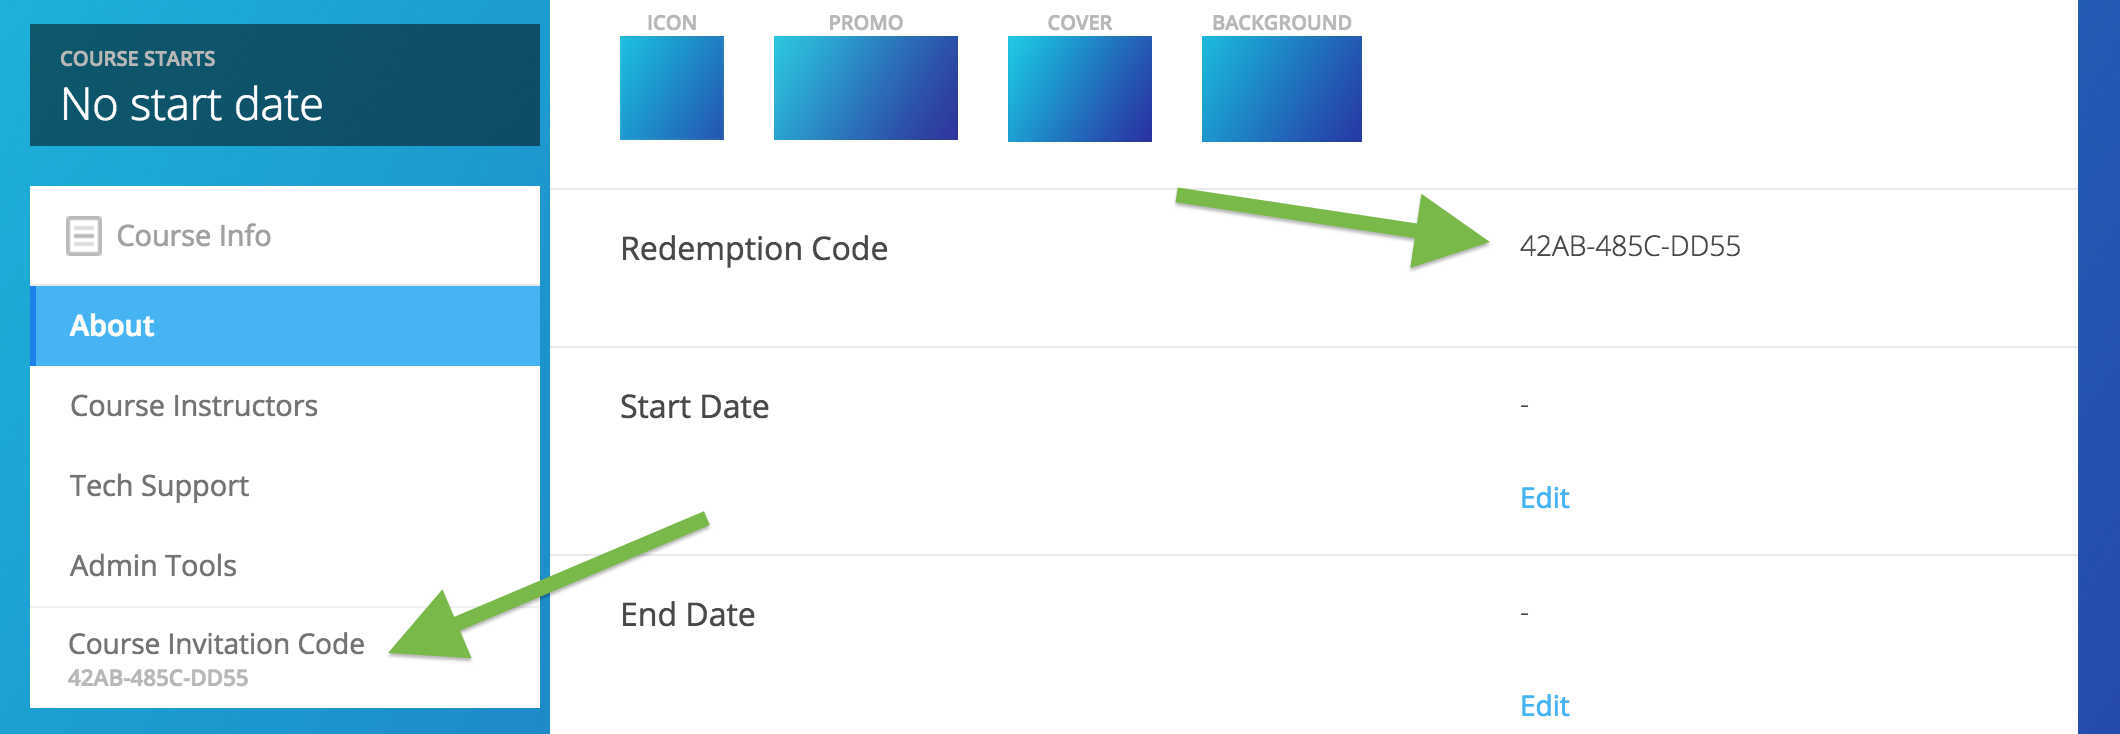 COURSE STARTS
No start date
Course Info
About
Course Instructors
Tech Support
Admin Tools
Course Invitation Code
42AB-485C-DD55
ICON PROMO COVER BACKGROUND
Redemption Code 42AB-485C-DD55
Start Date -
Edit
End Date -
Edit